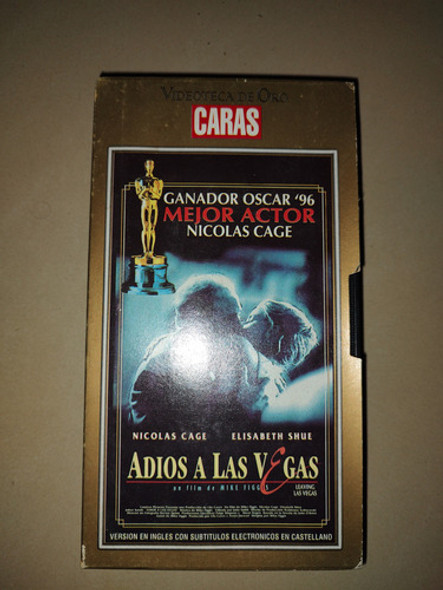 VIDEOTECA DE ORO
CARAS
GANADOR OSCAR '96
MEJOR ACTOR
NICOLAS CAGE
NICOLAS CAGE ELISABETH SHUE
ADIOS A LAS VEGAS
un film de MIKE FIGGIS
LEAVING
LAS VEGAS
VERSION EN INGLES CON SUBTITULOS ELECTRONICOS EN CASTELLANO